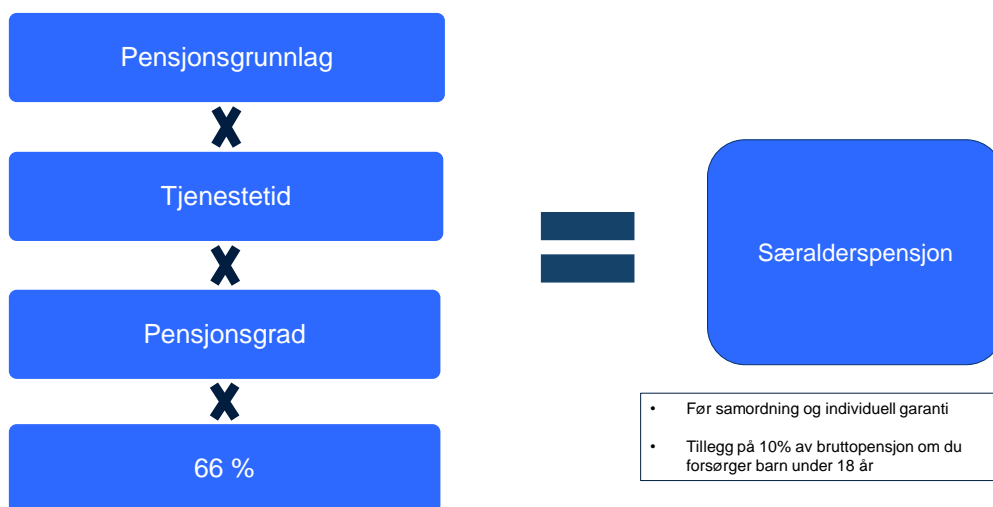 Pensjonsgrunnlag
X
Tjenestetid
X
Pensjonsgrad
X
66 %
=
Særalderspensjon
• Før samordning og individuell garanti
• Tillegg på 10% av bruttopensjon om du
forsørger barn under 18 år